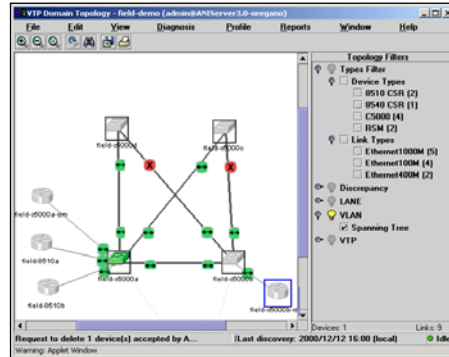 VTP Domain Topology - field-demo (admin@ANIServer3.0-oregano)
File Edit View Diagnosis Profile Reports Window Help
Topology Filters
Types Filter
Device Types
8510 CSR (2)
8540 CSR (1)
C5000 (4)
RSM (2)
Link Types
Ethernet1000M (5)
Ethernet100M (4)
Ethernet400M (2)
Discrepancy
LANE
VLAN
Spanning Tree
VTP
field-c5000d
field-c5000a-rsm
field-8510a
field-c5000a
field-8510b
Devices: 1 Links: 9
Request to delete 1 device(s) accepted by A... Last discovery: 2000/12/12 16:00 (local) Idle
Warning: Applet Window